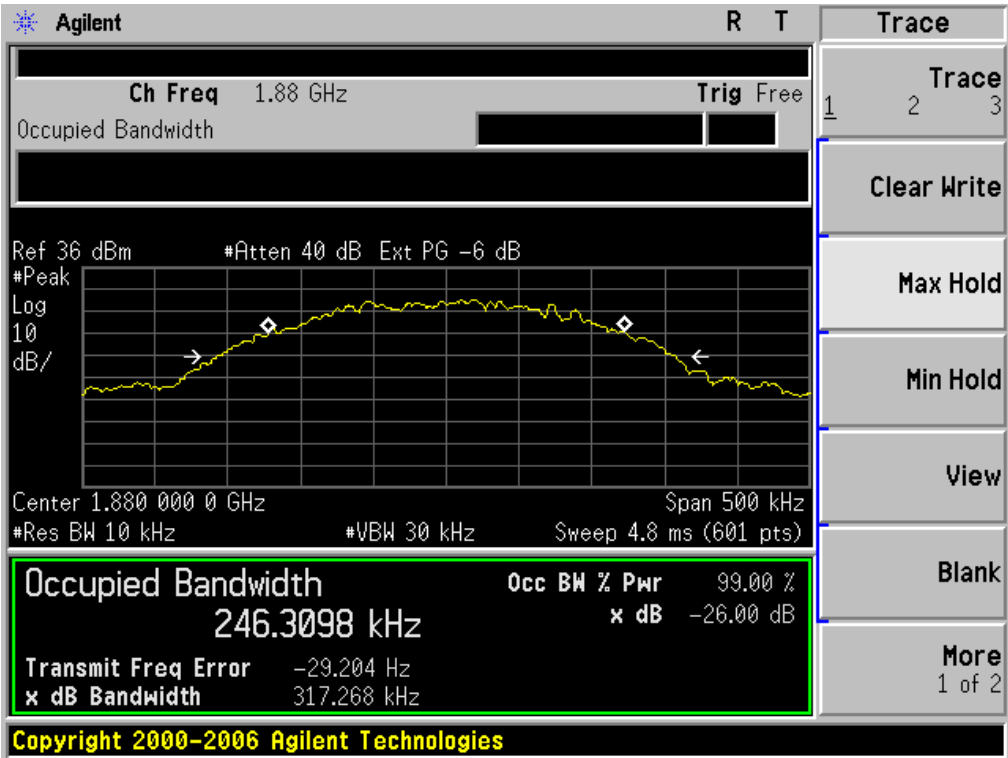 Agilent R T Trace
Ch Freq 1.88 GHz Trig Free
Occupied Bandwidth
Trace
1 2 3
Clear Write
Max Hold
Min Hold
View
Blank
More
1 of 2
Ref 36 dBm #Atten 40 dB Ext PG -6 dB
#Peak
Log
10
dB/
Center 1.880 000 0 GHz Span 500 kHz
#Res BW 10 kHz #VBW 30 kHz Sweep 4.8 ms (601 pts)
Occupied Bandwidth Occ BW % Pwr 99.00 %
246.3098 kHz x dB -26.00 dB
Transmit Freq Error -29.204 Hz
x dB Bandwidth 317.268 kHz
Copyright 2000-2006 Agilent Technologies